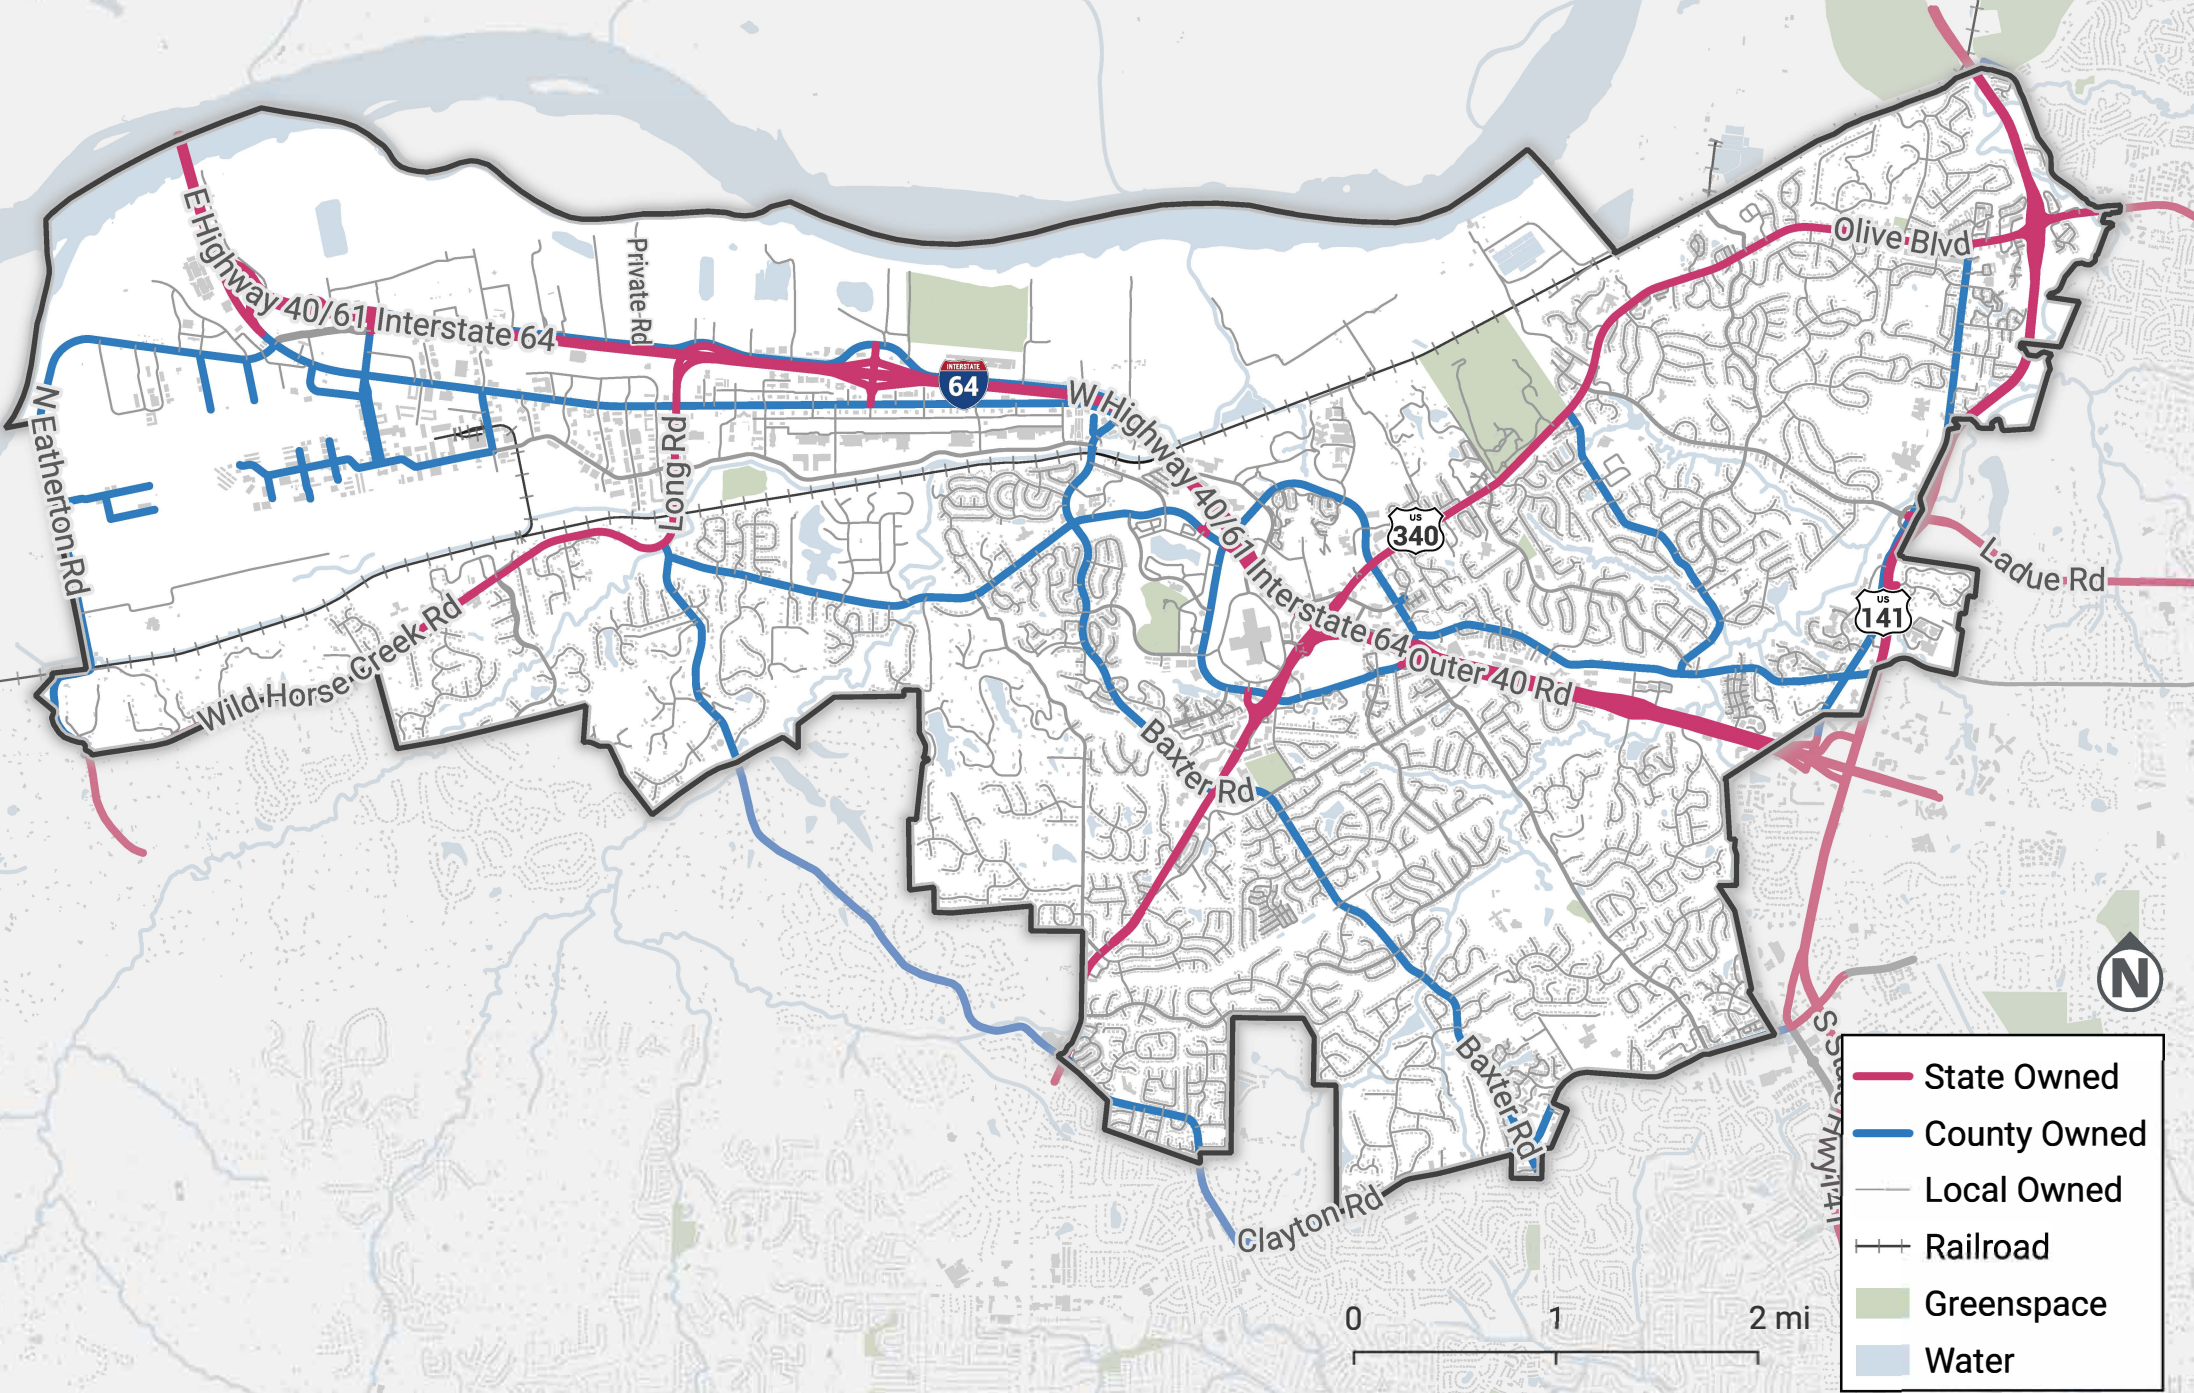 Olive Blvd
E Highway 40/61
Private Rd
Interstate 64
INTERSTATE
64
W Highway 40/61
N Eatherton Rd
Long Rd
US
340
Interstate 64
Ladue Rd
US
141
Outer 40 Rd
Wild Horse Creek Rd
Baxter Rd
N
Baxter Rd
S State Hwy 141
Clayton Rd
State Owned
County Owned
Local Owned
Railroad
Greenspace
Water
0 1 2 mi